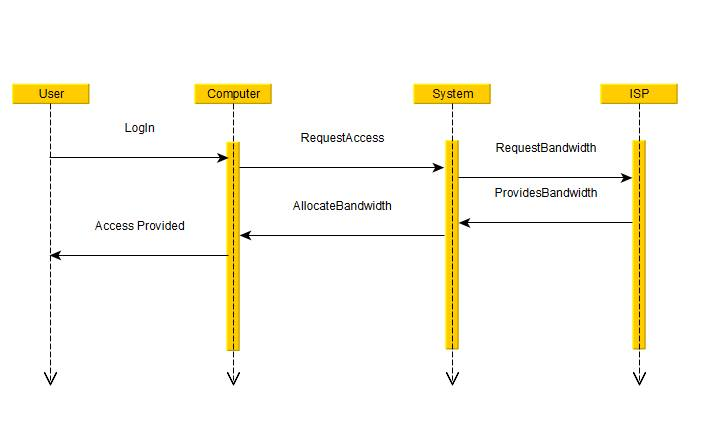 User
Computer
System
ISP
LogIn
RequestAccess
RequestBandwidth
ProvidesBandwidth
AllocateBandwidth
Access Provided